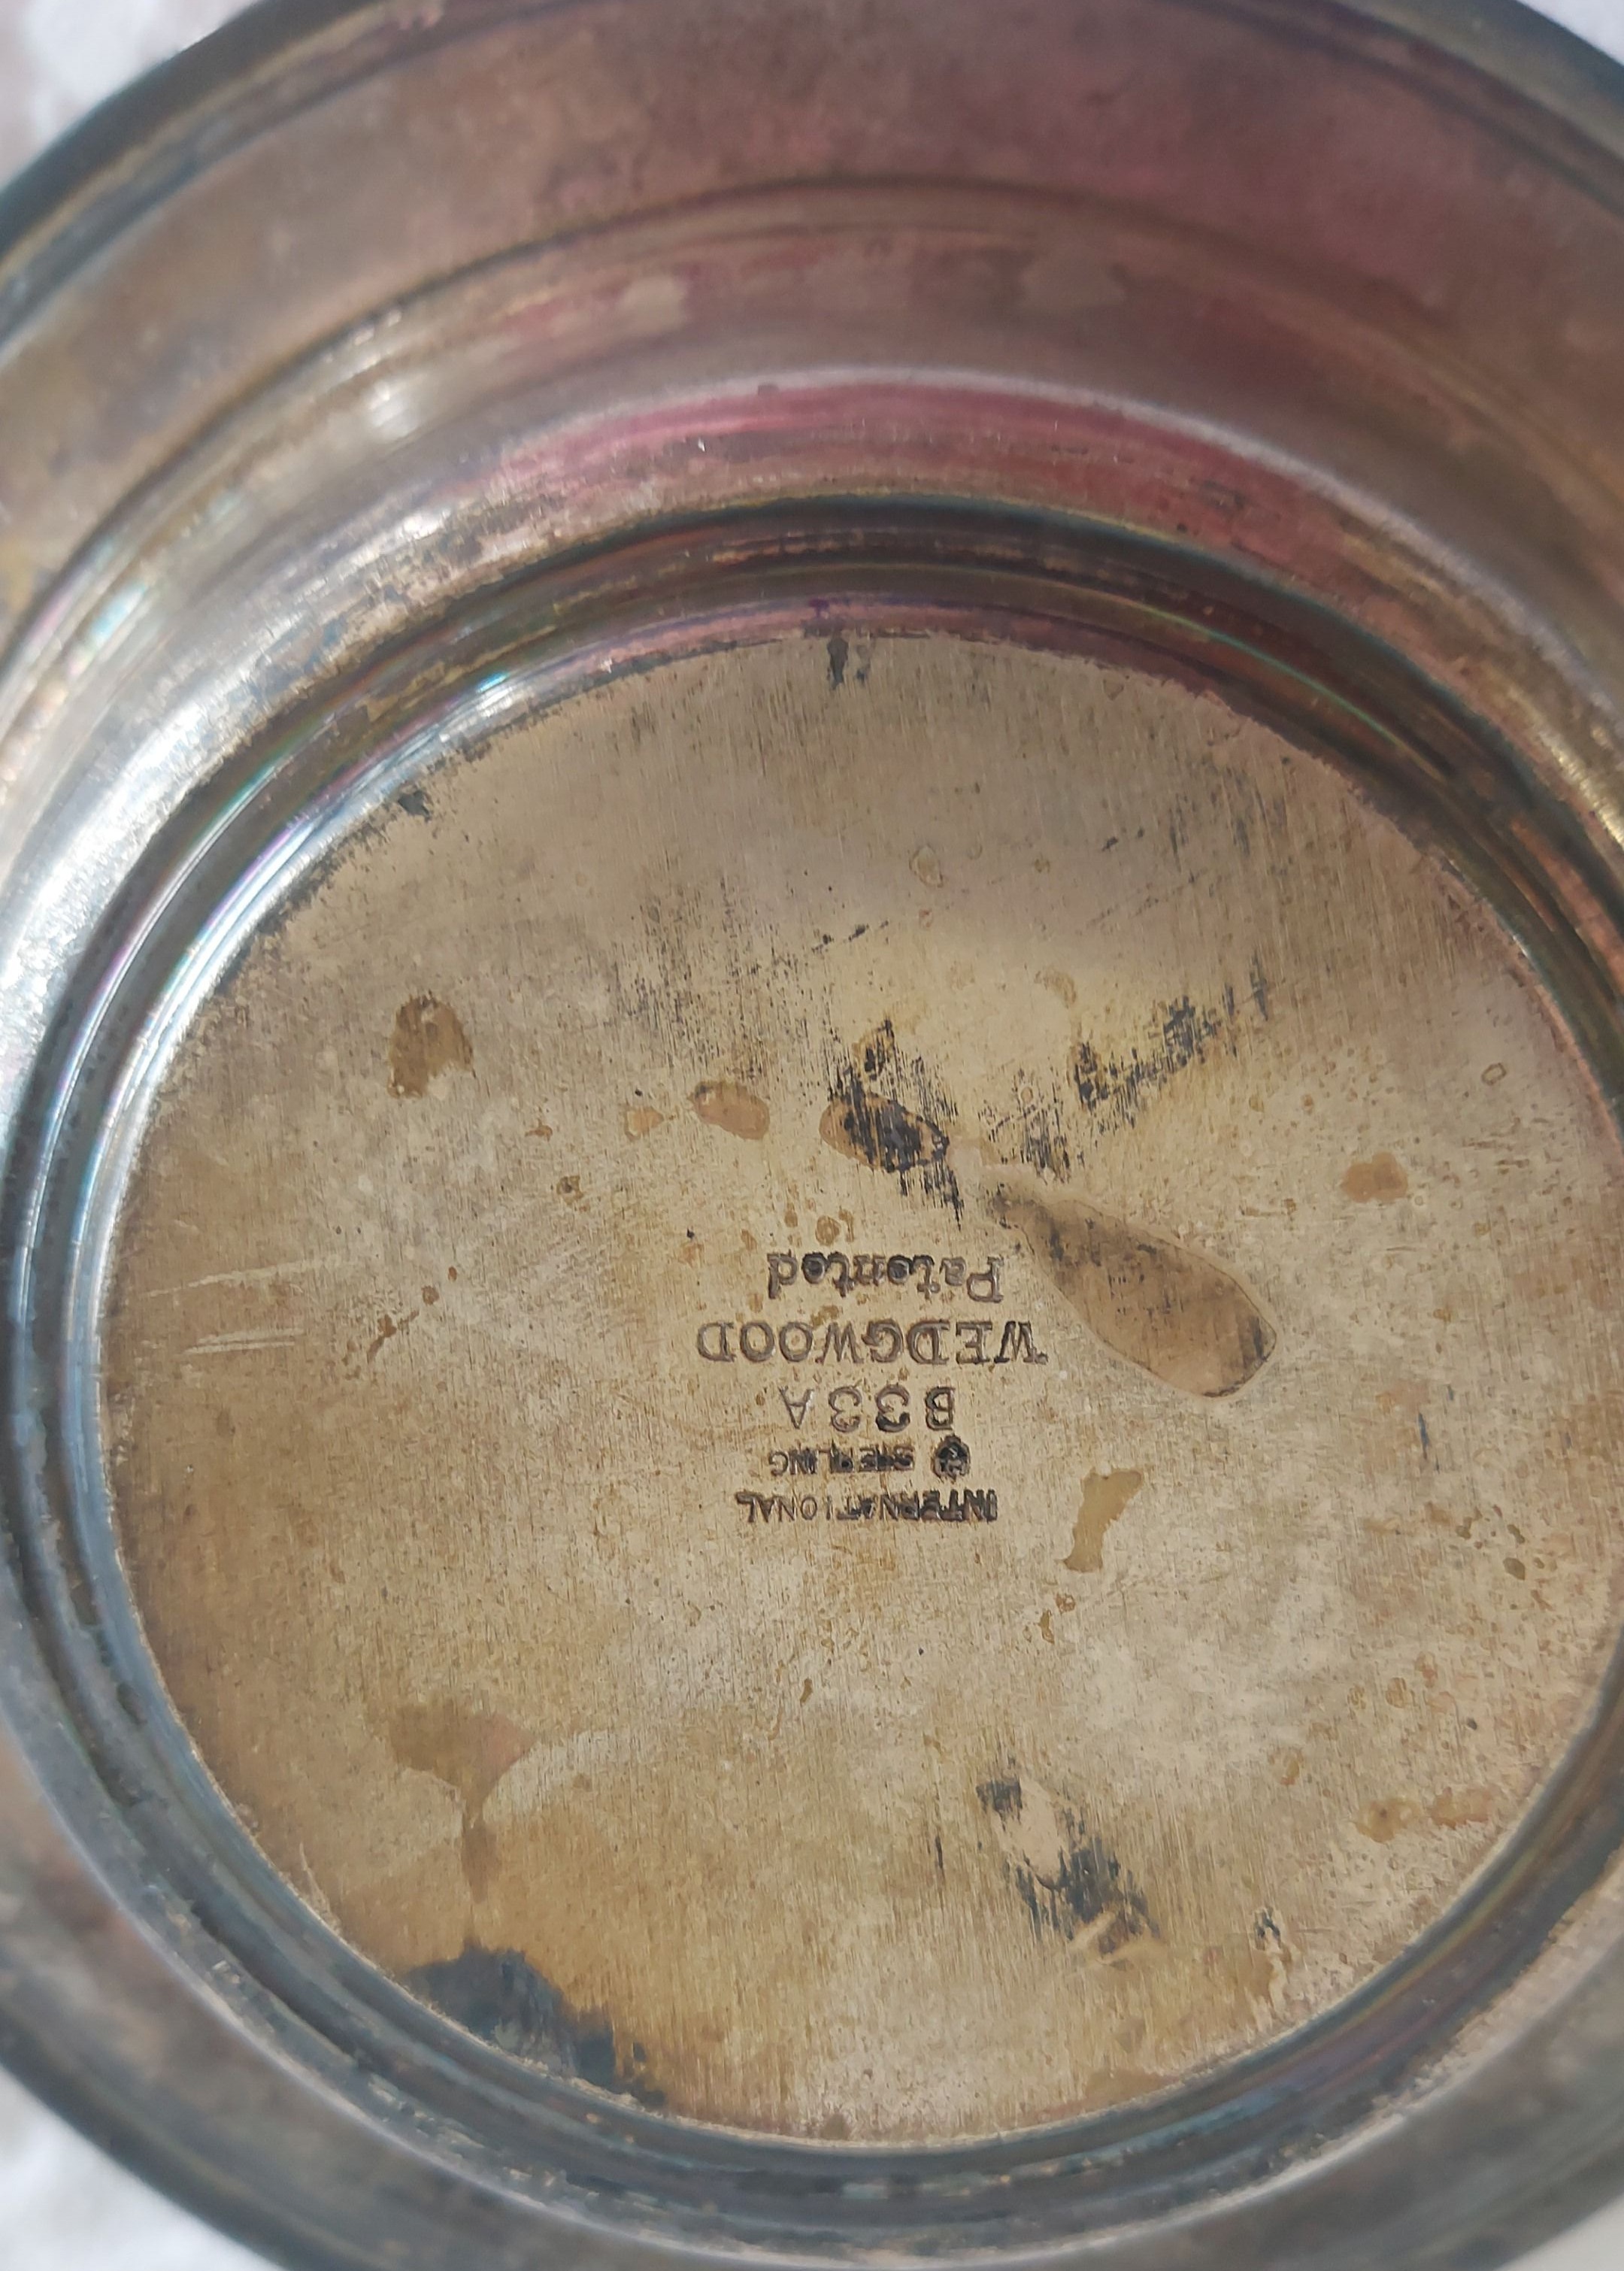 INTERNATIONAL
STERLING
B33A
WEDGWOOD
Patented